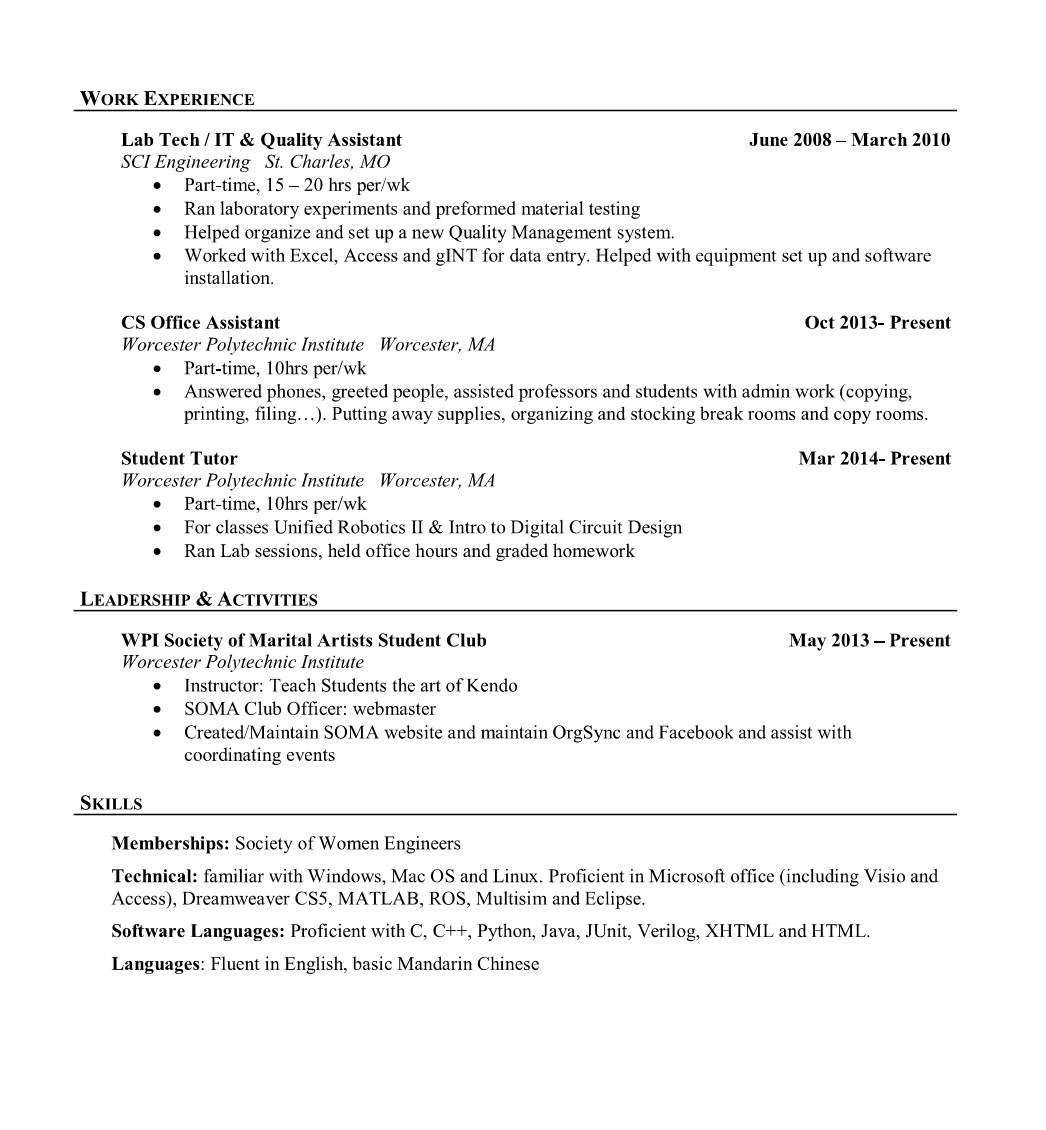 WORK EXPERIENCE
Lab Tech / IT & Quality Assistant June 2008 – March 2010
SCI Engineering St. Charles, MO
• Part-time, 15 – 20 hrs per/wk
• Ran laboratory experiments and preformed material testing
• Helped organize and set up a new Quality Management system.
• Worked with Excel, Access and gINT for data entry. Helped with equipment set up and software
installation.
CS Office Assistant Oct 2013- Present
Worcester Polytechnic Institute Worcester, MA
• Part-time, 10hrs per/wk
• Answered phones, greeted people, assisted professors and students with admin work (copying,
printing, filing…). Putting away supplies, organizing and stocking break rooms and copy rooms.
Student Tutor Mar 2014- Present
Worcester Polytechnic Institute Worcester, MA
• Part-time, 10hrs per/wk
• For classes Unified Robotics II & Intro to Digital Circuit Design
• Ran Lab sessions, held office hours and graded homework
LEADERSHIP & ACTIVITIES
WPI Society of Marital Artists Student Club May 2013 – Present
Worcester Polytechnic Institute
• Instructor: Teach Students the art of Kendo
• SOMA Club Officer: webmaster
• Created/Maintain SOMA website and maintain OrgSync and Facebook and assist with
coordinating events
SKILLS
Memberships: Society of Women Engineers
Technical: familiar with Windows, Mac OS and Linux. Proficient in Microsoft office (including Visio and
Access), Dreamweaver CS5, MATLAB, ROS, Multisim and Eclipse.
Software Languages: Proficient with C, C++, Python, Java, JUnit, Verilog, XHTML and HTML.
Languages: Fluent in English, basic Mandarin Chinese